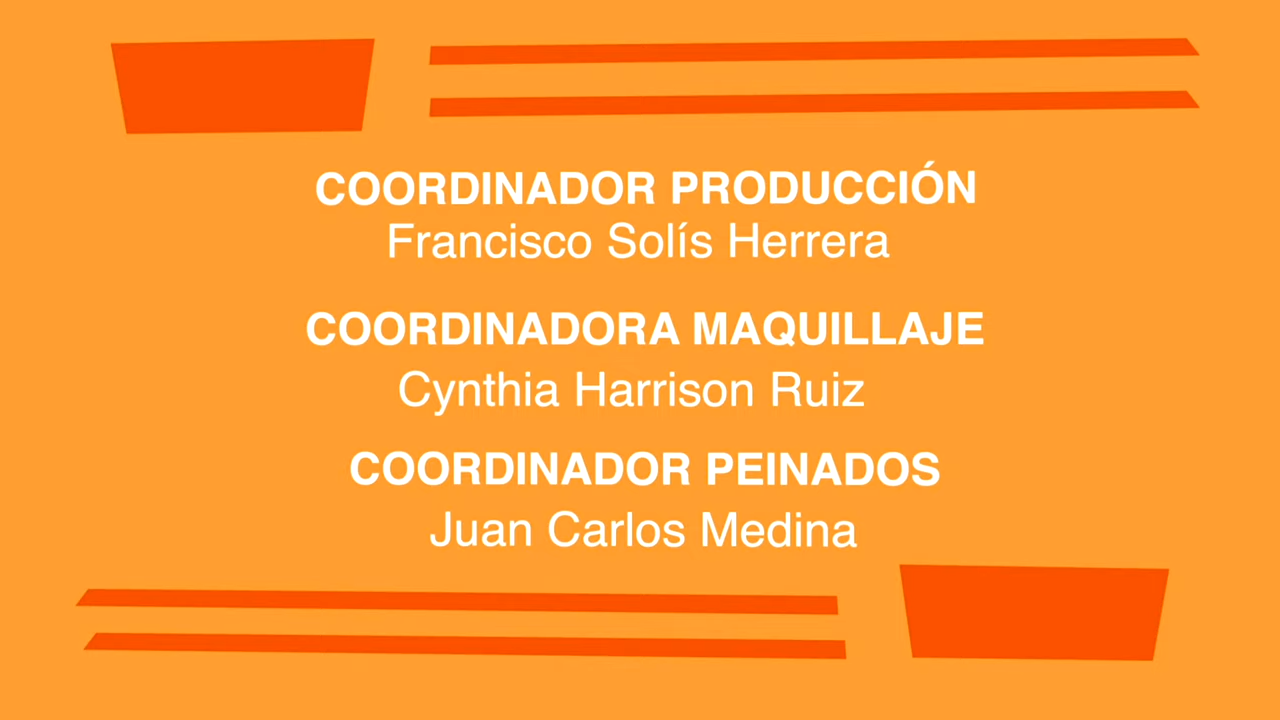 COORDINADOR PRODUCCIÓN
Francisco Solís Herrera
COORDINADORA MAQUILLAJE
Cynthia Harrison Ruiz
COORDINADOR PEINADOS
Juan Carlos Medina